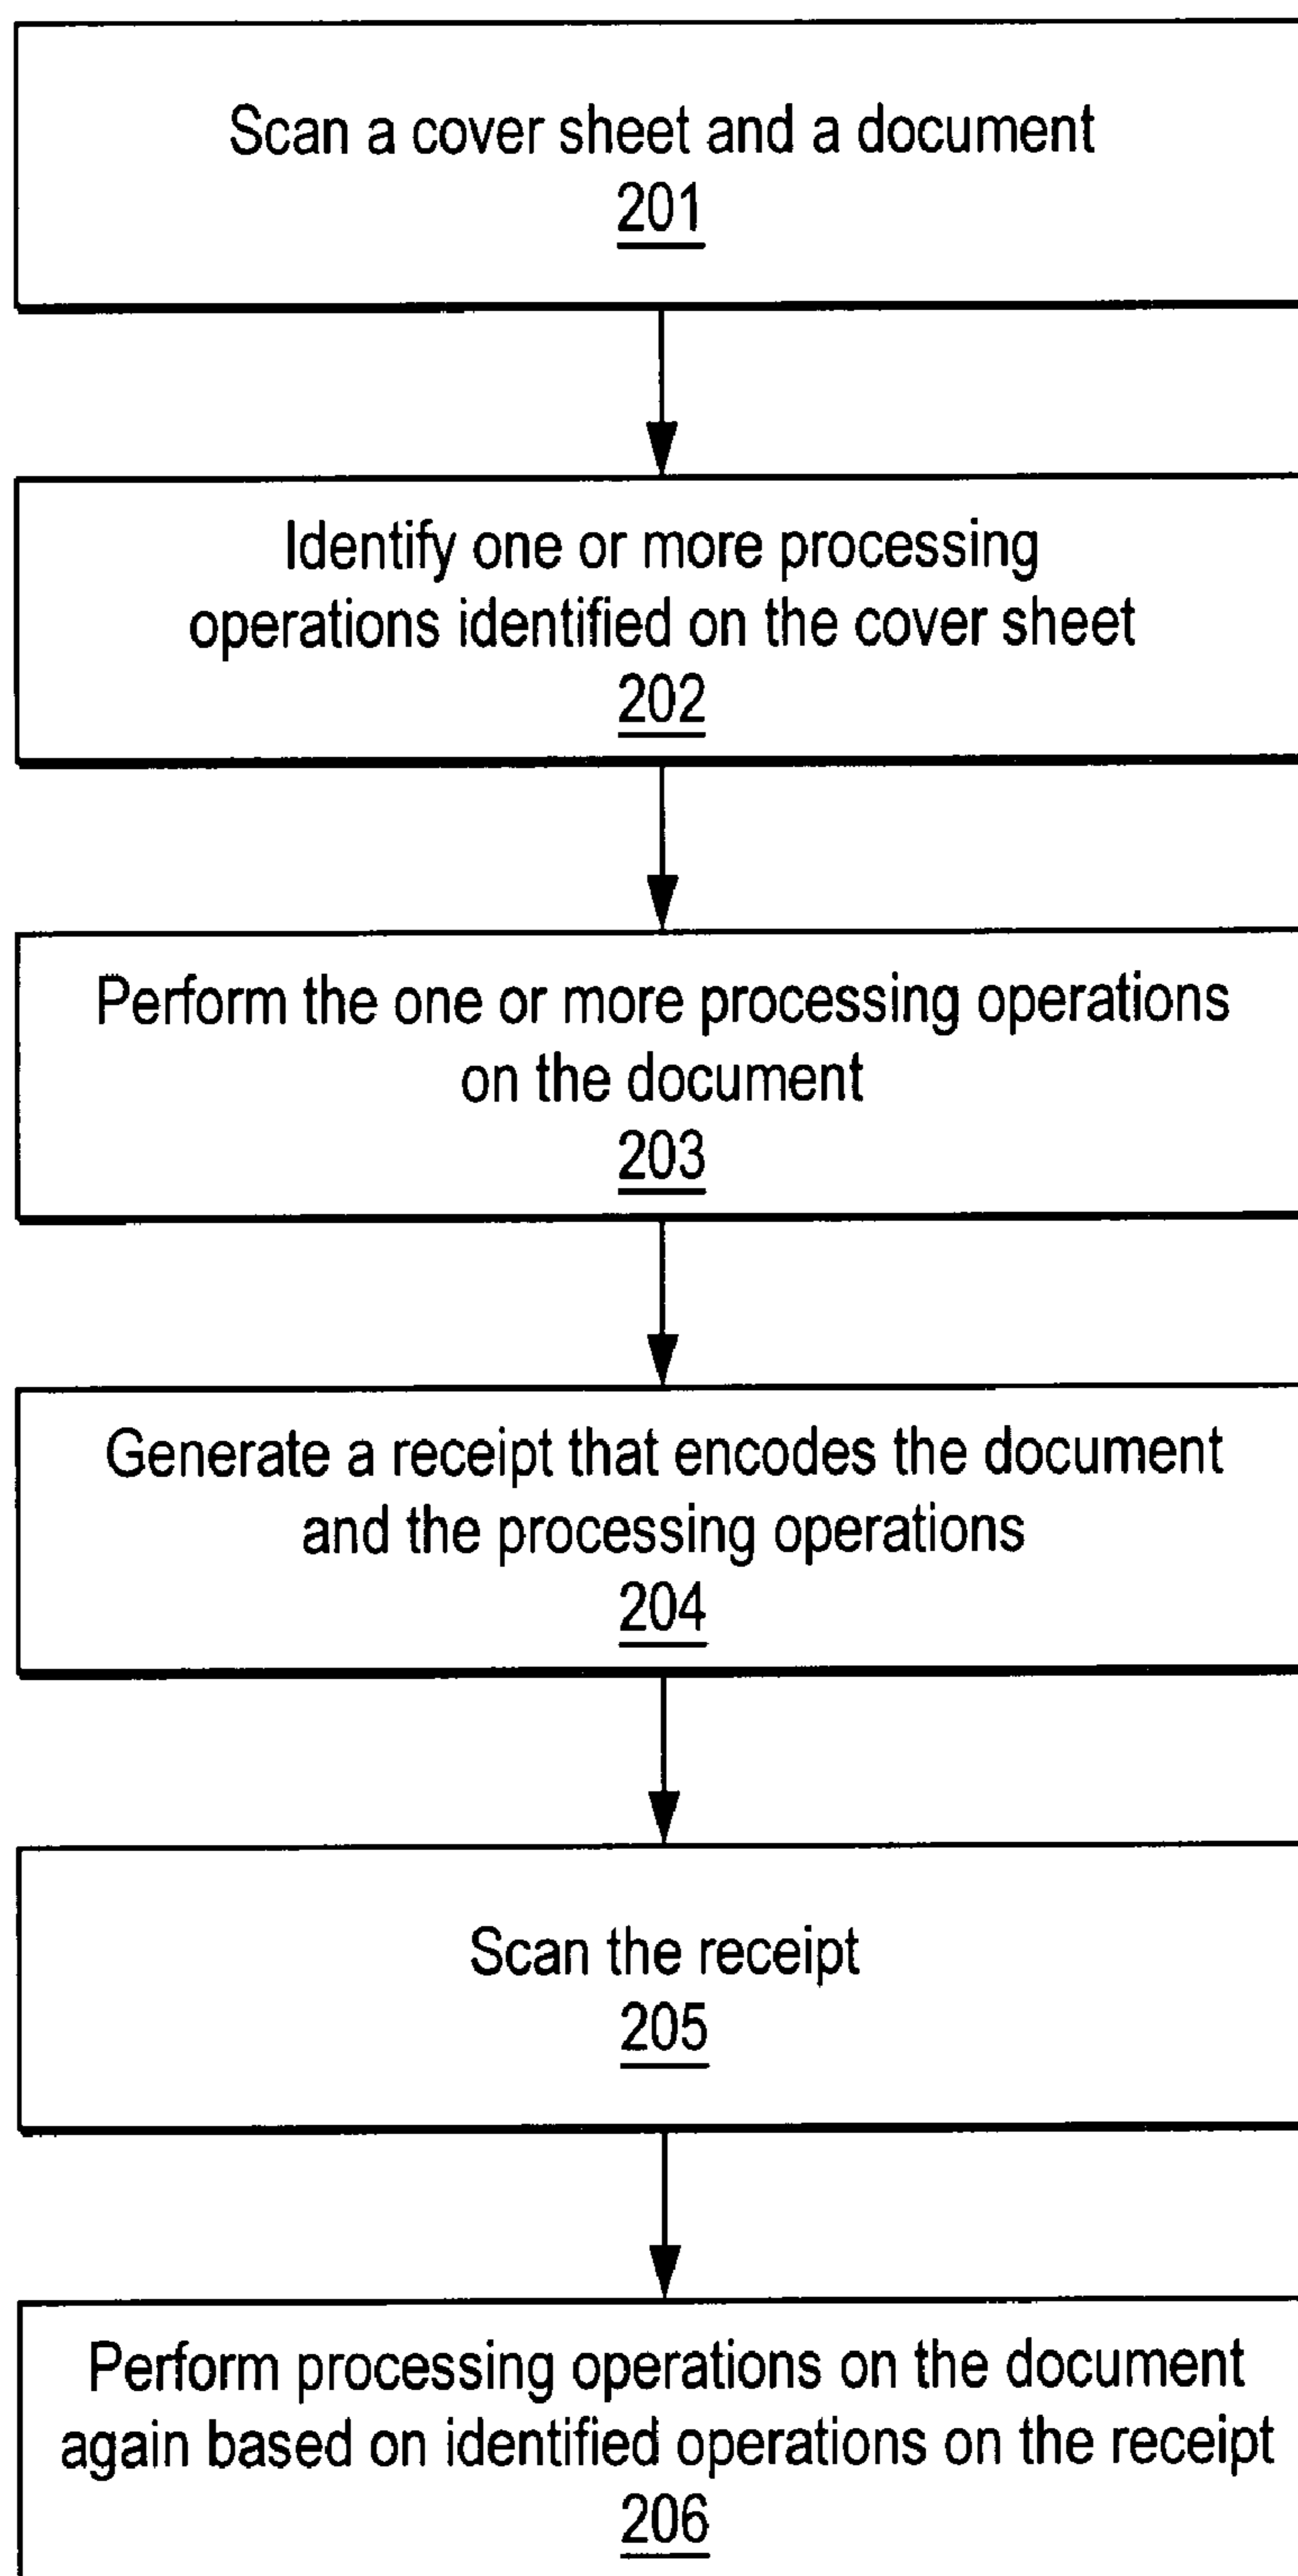 Scan a cover sheet and a document
201
Identify one or more processing
operations identified on the cover sheet
202
Perform the one or more processing operations
on the document
203
Generate a receipt that encodes the document
and the processing operations
204
Scan the receipt
205
Perform processing operations on the document
again based on identified operations on the receipt
206